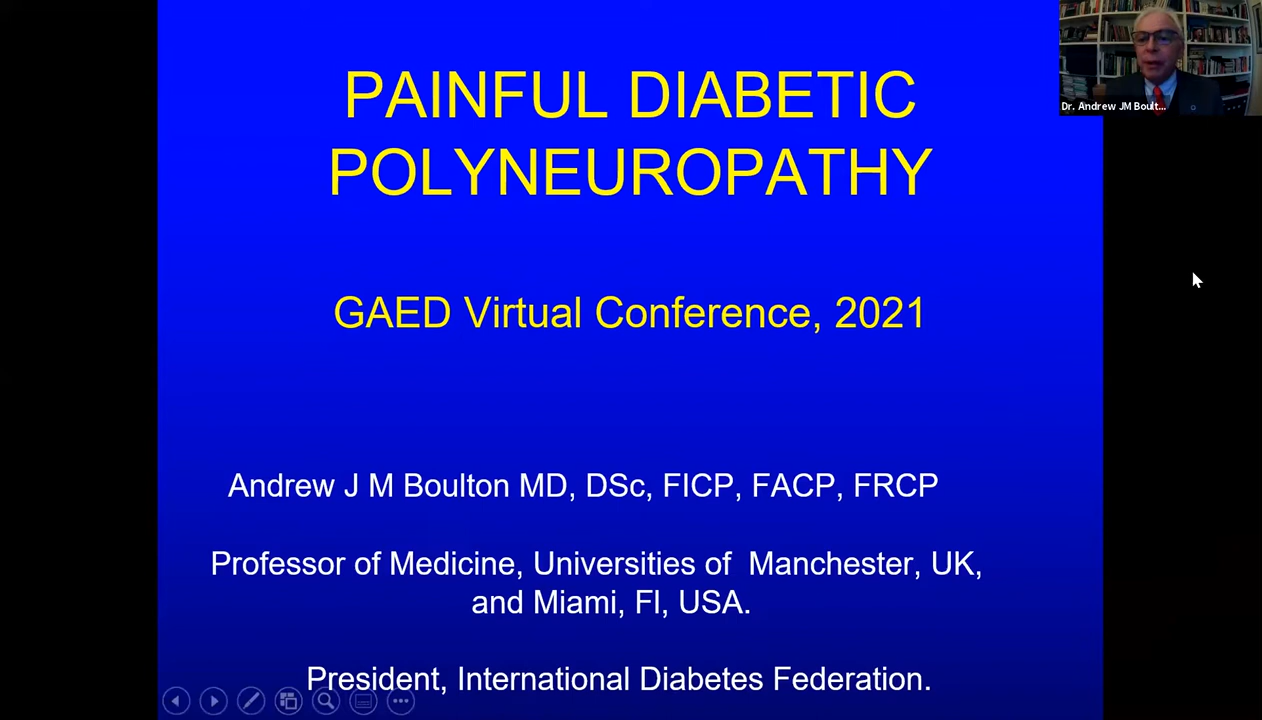 PAINFUL DIABETIC
POLYNEUROPATHY
Dr. Andrew JM Boult...
GAED Virtual Conference, 2021
Andrew J M Boulton MD, DSc, FICP, FACP, FRCP
Professor of Medicine, Universities of  Manchester, UK,
and Miami, Fl, USA.
President, International Diabetes Federation.